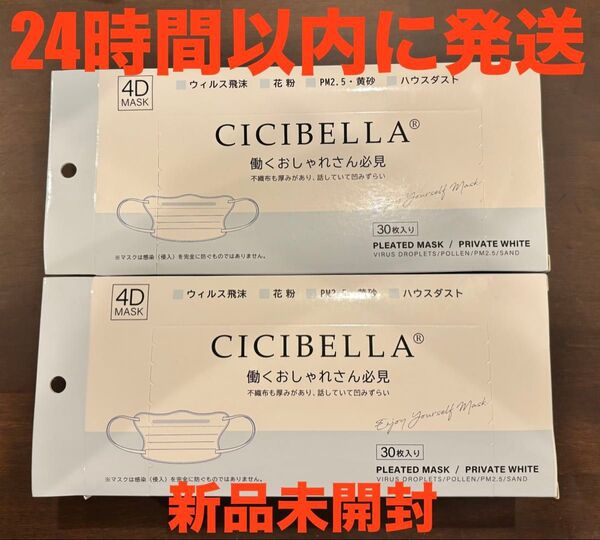 24時間以内に発送
4D
MASK
ウィルス飛沫 花粉 PM2.5・黄砂 ハウスダスト
CICIBELLA®
働くおしゃれさん必見
不織布も厚みがあり、話していて凹みずらい
Enjoy Yourself Mask
30枚入り
PLEATED MASK / PRIVATE WHITE
VIRUS DROPLETS/POLLEN/PM2.5/SAND
※マスクは感染(侵入)を完全に防ぐものではありません。
4D
MASK
ウィルス飛沫 花粉 PM2.5・黄砂 ハウスダスト
CICIBELLA®
働くおしゃれさん必見
不織布も厚みがあり、話していて凹みずらい
Enjoy Yourself Mask
30枚入り
PLEATED MASK / PRIVATE WHITE
VIRUS DROPLETS/POLLEN/PM2.5/SAND
※マスクは感染(侵入)を完全に防ぐものではありません。
新品未開封